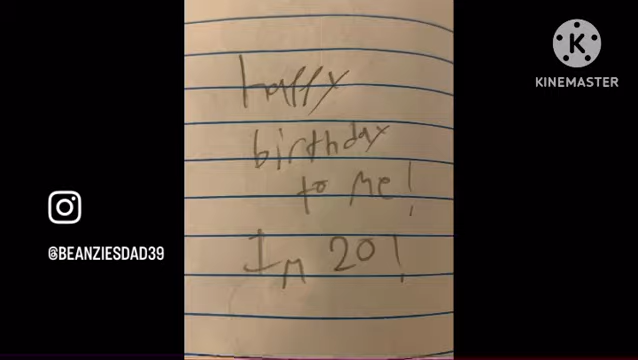 happy
birthday
to me!
Im 20!
@BEANZIESDAD39
KINEMASTER